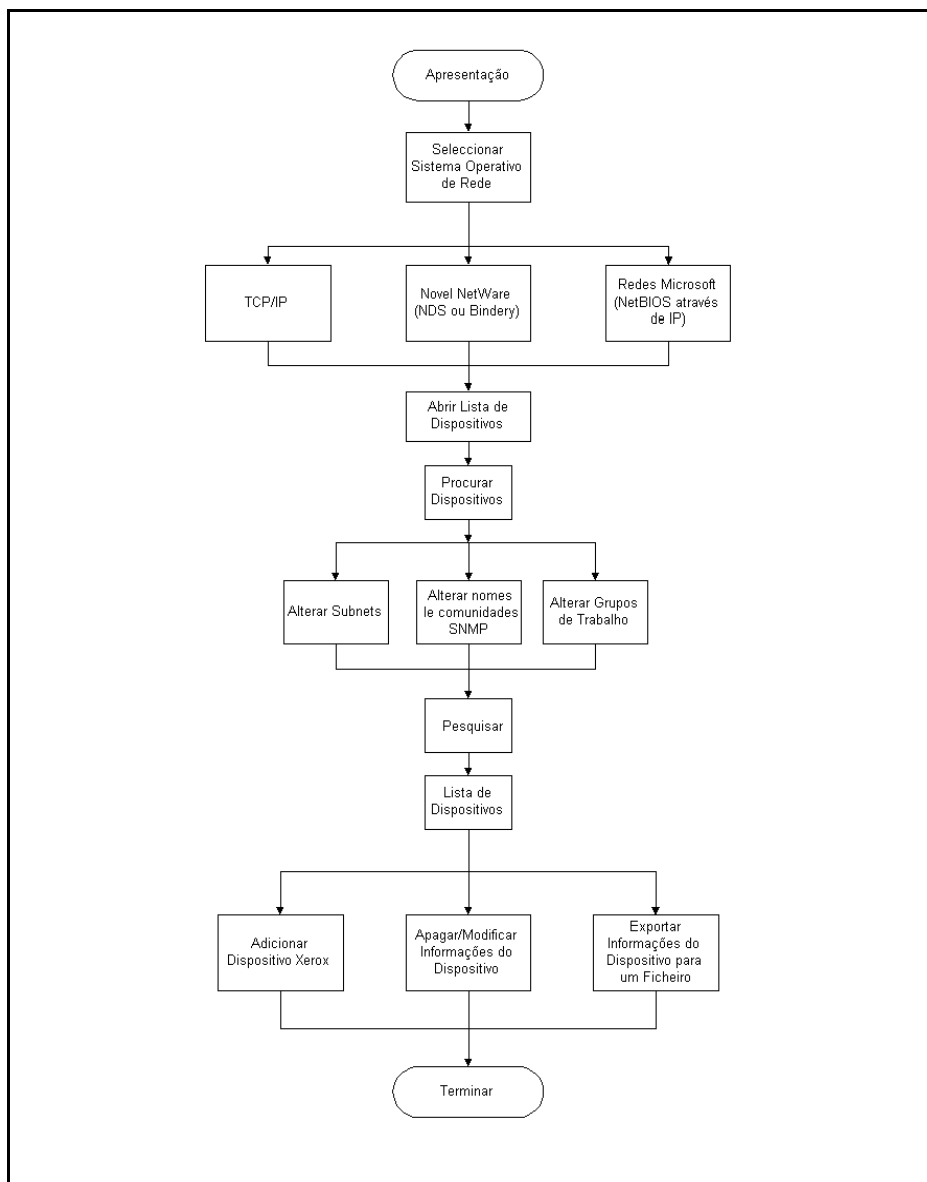 Apresentação
Seleccionar
Sistema Operativo
de Rede
TCP/IP
Novel NetWare
(NDS ou Bindery)
Redes Microsoft
(NetBIOS através
de IP)
Abrir Lista de
Dispositivos
Procurar
Dispositivos
Alterar Subnets
Alterar nomes
le comunidades
SNMP
Alterar Grupos
de Trabalho
Pesquisar
Lista de
Dispositivos
Adicionar
Dispositivo Xerox
Apagar/Modificar
Informações do
Dispositivo
Exportar
Informações do
Dispositivo para
um Ficheiro
Terminar